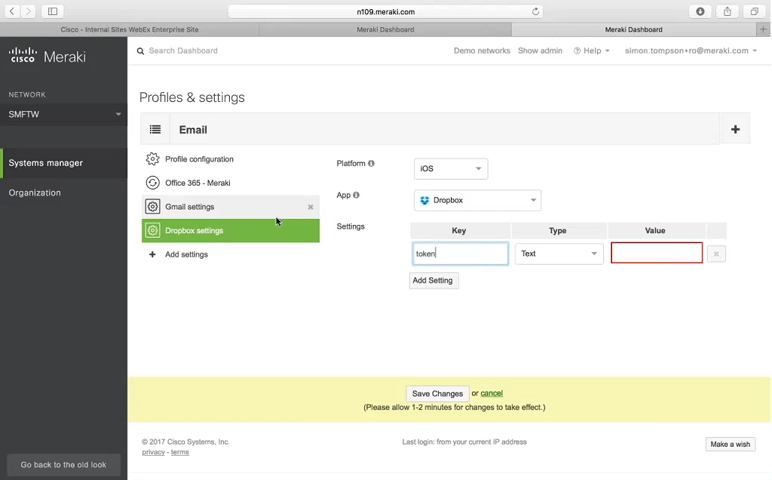 n109.meraki.com
Cisco - Internal Sites WebEx Enterprise Site
Meraki Dashboard
Meraki Dashboard
cisco Meraki
Search Dashboard
Demo networks Show admin Help simon.tompson+ro@meraki.com
NETWORK
SMFTW
Systems manager
Organization
Go back to the old look
Profiles & settings
Email
Profile configuration
Office 365 - Meraki
Gmail settings
Dropbox settings
Add settings
Platform
iOS
App
Dropbox
Settings
Key Type Value
token Text
Add Setting
Save Changes or cancel
(Please allow 1-2 minutes for changes to take effect.)
© 2017 Cisco Systems, Inc.
privacy - terms
Last login: from your current IP address
Make a wish